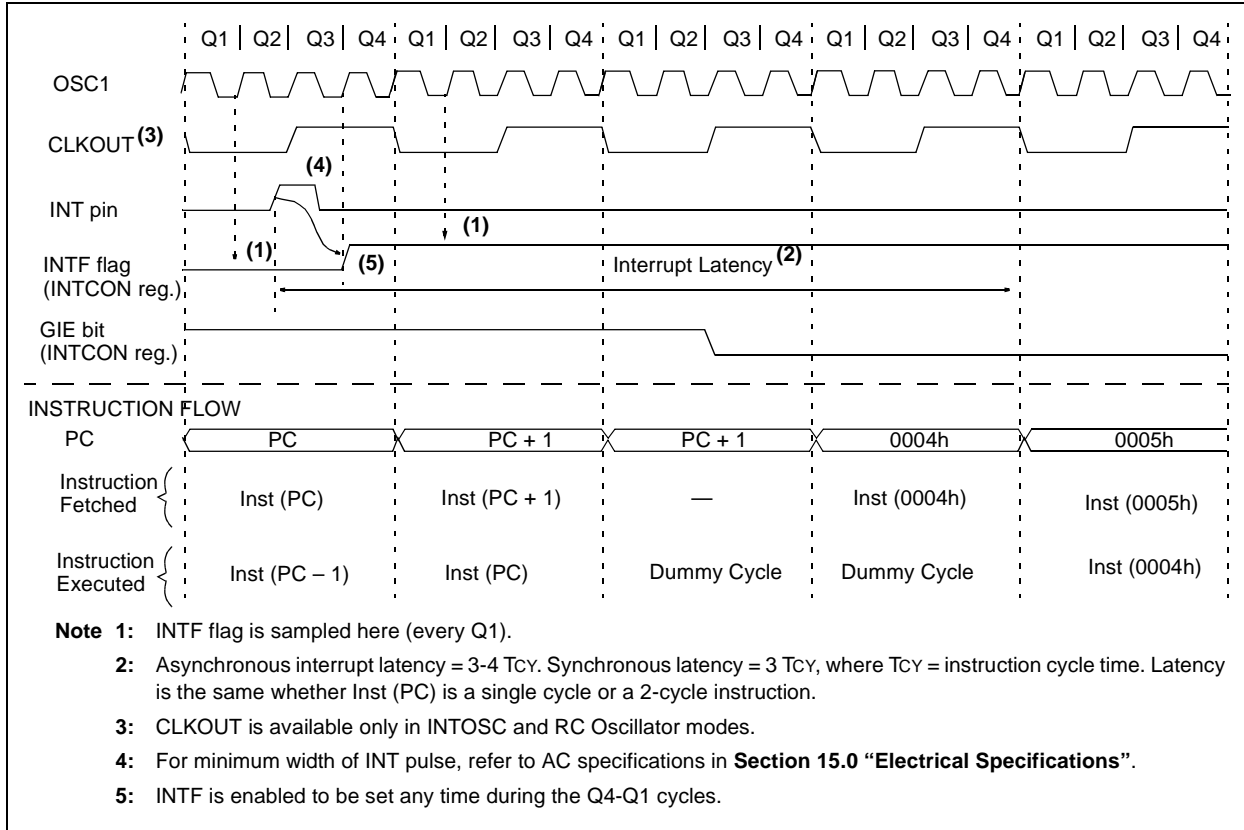 Q1 | Q2 | Q3 | Q4 Q1 | Q2 | Q3 | Q4 Q1 | Q2 | Q3 | Q4 Q1 | Q2 | Q3 | Q4 Q1 | Q2 | Q3 | Q4
OSC1
CLKOUT (3)
(4)
INT pin
(1)
(1) (5)
INTF flag
(INTCON reg.)
Interrupt Latency (2)
GIE bit
(INTCON reg.)
INSTRUCTION FLOW
PC PC PC + 1 PC + 1 0004h 0005h
Instruction
Fetched
Inst (PC) Inst (PC + 1) — Inst (0004h) Inst (0005h)
Instruction
Executed
Inst (PC – 1) Inst (PC) Dummy Cycle Dummy Cycle Inst (0004h)
Note 1: INTF flag is sampled here (every Q1).
2: Asynchronous interrupt latency = 3-4 TCY. Synchronous latency = 3 TCY, where TCY = instruction cycle time. Latency
is the same whether Inst (PC) is a single cycle or a 2-cycle instruction.
3: CLKOUT is available only in INTOSC and RC Oscillator modes.
4: For minimum width of INT pulse, refer to AC specifications in Section 15.0 “Electrical Specifications”.
5: INTF is enabled to be set any time during the Q4-Q1 cycles.